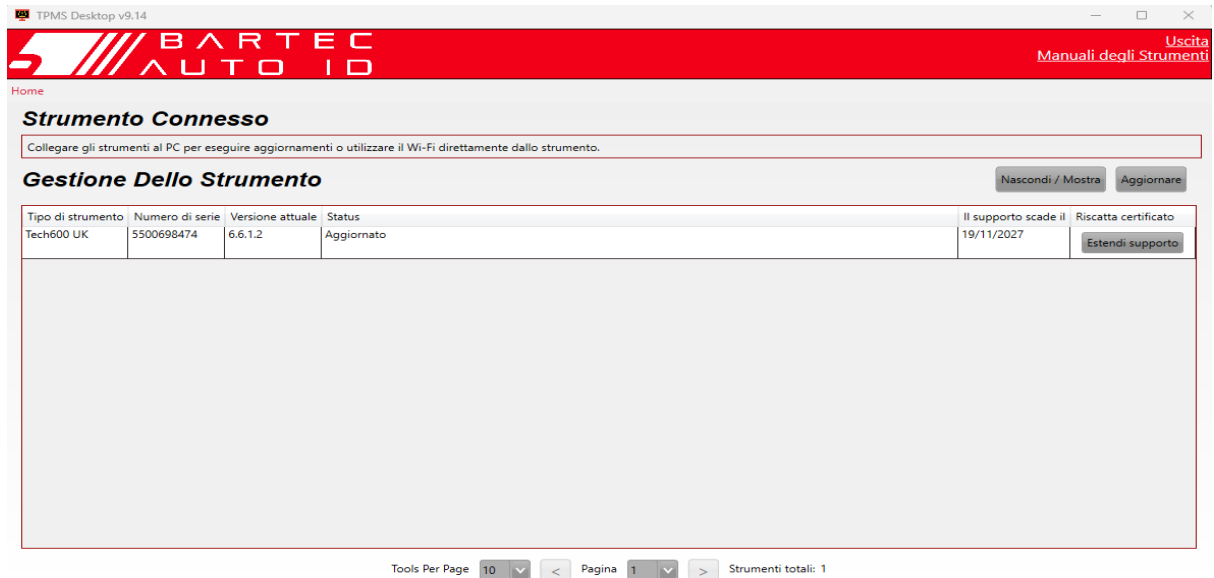 TPMS Desktop v9.14
BARTEC
AUTO ID
Uscita
Manuali degli Strumenti
Home
Strumento Connesso
Collegare gli strumenti al PC per eseguire aggiornamenti o utilizzare il Wi-Fi direttamente dallo strumento.
Gestione Dello Strumento
Nascondi / Mostra Aggiornare
Tipo di strumento Numero di serie Versione attuale Status Il supporto scade il Riscatta certificato
Tech600 UK 5500698474 6.6.1.2 Aggiornato 19/11/2027 Estendi supporto
Tools Per Page 10 < Pagina 1 > Strumenti totali: 1